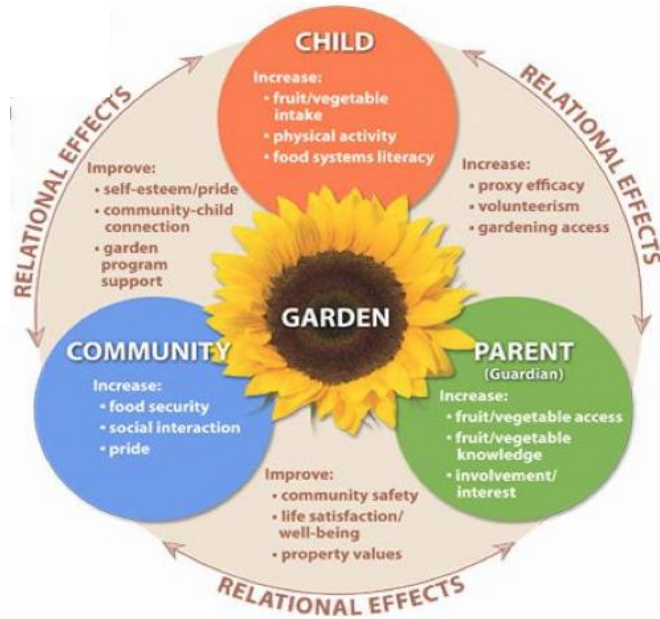 CHILD
Increase:
• fruit/vegetable
intake
• physical activity
• food systems literacy
RELATIONAL EFFECTS
Improve:
• self-esteem/pride
• community-child
connection
• garden
program
support
RELATIONAL EFFECTS
Increase:
• proxy efficacy
• volunteerism
• gardening access
GARDEN
COMMUNITY
Increase:
• food security
• social interaction
• pride
PARENT
(Guardian)
Increase:
• fruit/vegetable access
• fruit/vegetable
knowledge
• involvement/
interest
Improve:
• community safety
• life satisfaction/
well-being
• property values
RELATIONAL EFFECTS